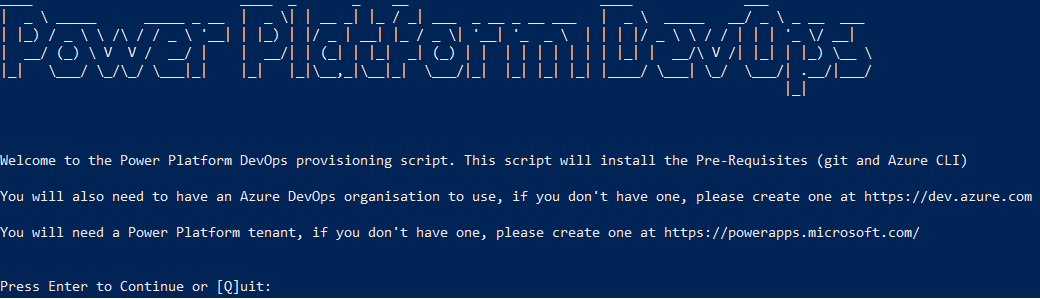 Power Platform DevOps
Welcome to the Power Platform DevOps provisioning script. This script will install the Pre-Requisites (git and Azure CLI)
You will also need to have an Azure DevOps organisation to use, if you don't have one, please create one at https://dev.azure.com
You will need a Power Platform tenant, if you don't have one, please create one at https://powerapps.microsoft.com/
Press Enter to Continue or [Q]uit: